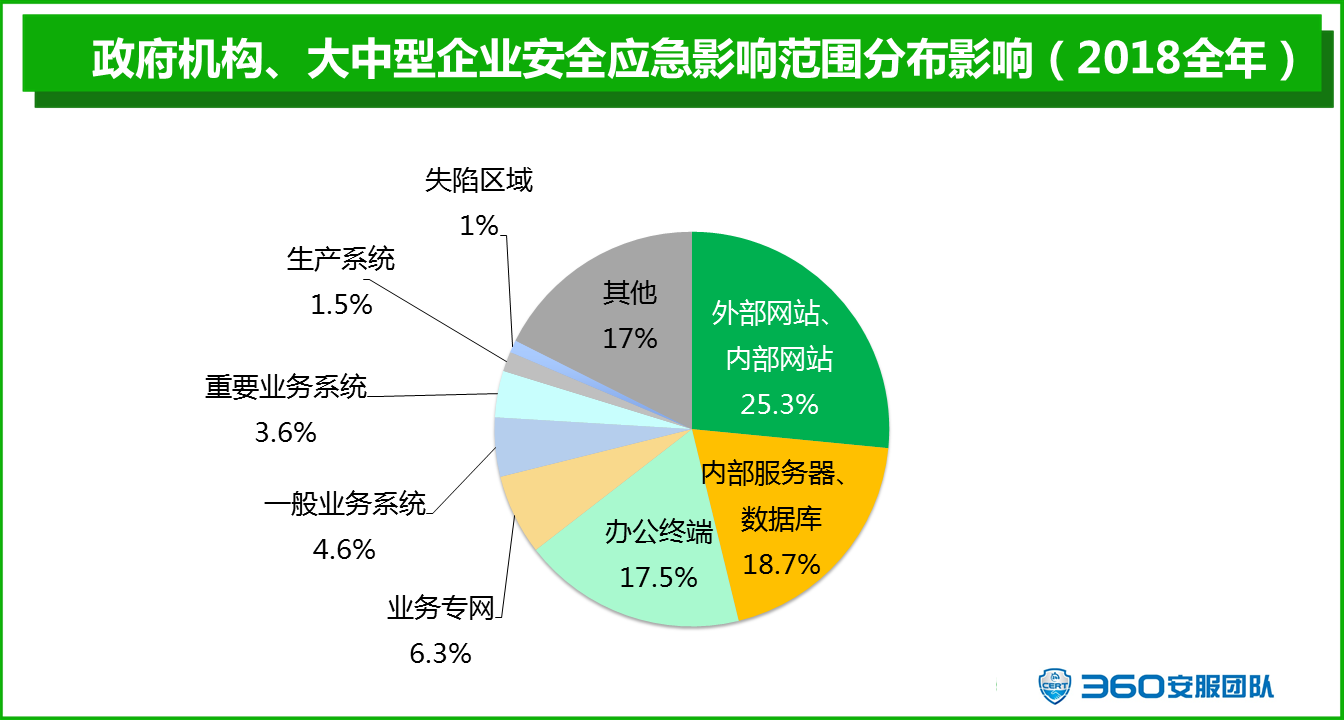 政府机构、大中型企业安全应急影响范围分布影响（2018全年）
失陷区域
1%
生产系统
1.5%
重要业务系统
3.6%
一般业务系统
4.6%
业务专网
6.3%
其他
17%
外部网站、
内部网站
25.3%
内部服务器、
数据库
18.7%
办公终端
17.5%
CERT
360安服团队